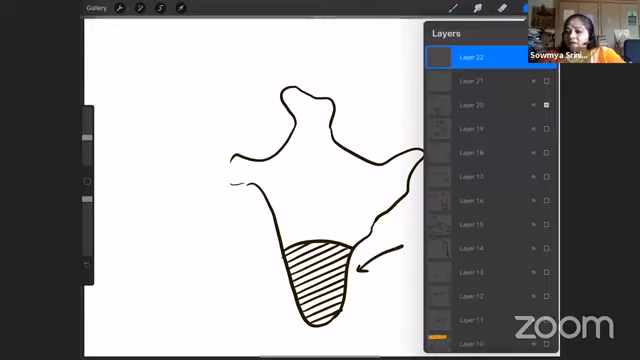 Gallery
Layers
Sowmya Srini...
Layer 22
Layer 21
Layer 20
N
Layer 19
N
Layer 18
N
Layer 17
N
Layer 16
N
Layer 15
N
Layer 14
N
Layer 13
N
Layer 12
N
Layer 11
N
Layer 10
N
zoom